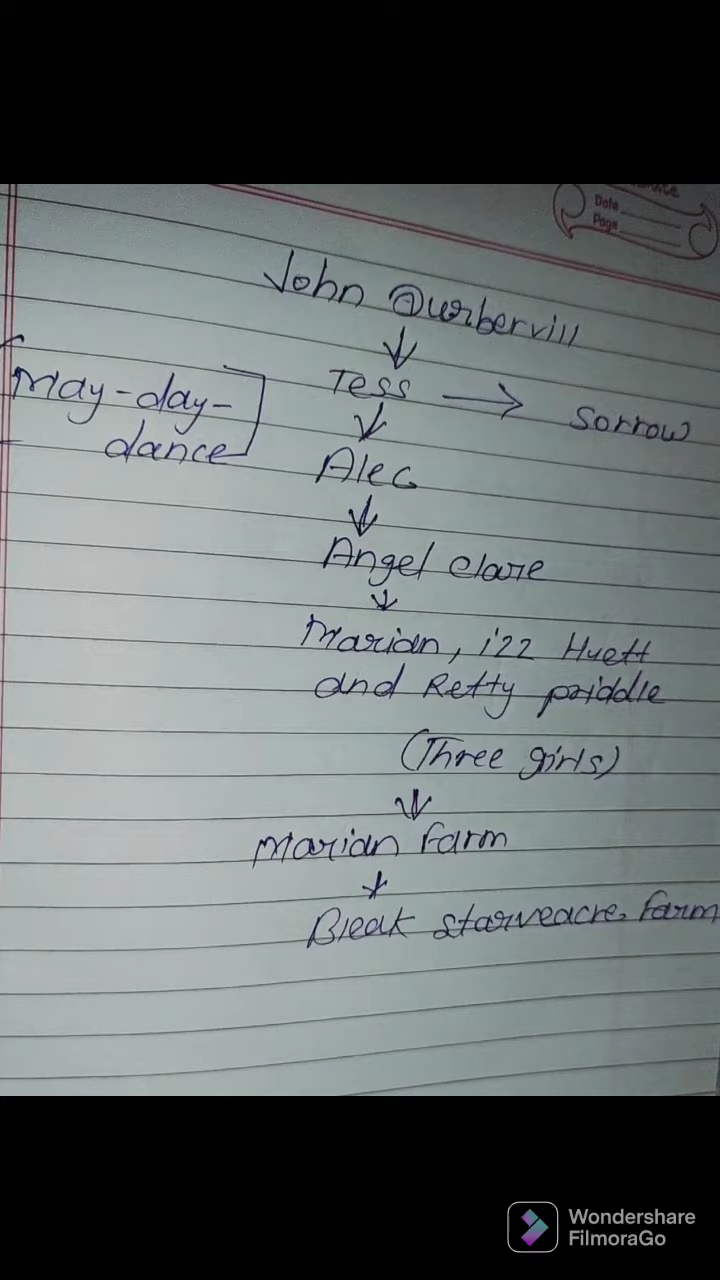 Date
Page
John Durbervill
Tess → Sorrow
May-day-
dance
Alec
Angel clare
Marian, izz Huett
and Retty priddle
(Three girls)
Marian Farm
Bleak starveacre farm
Wondershare
FilmoraGo